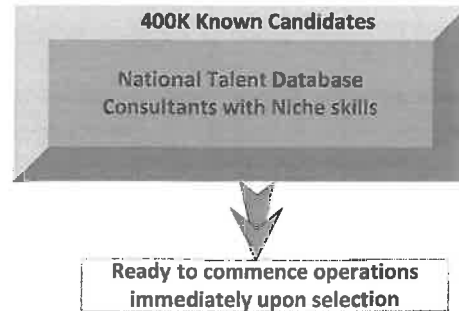 400K Known Candidates
National Talent Database
Consultants with Niche skills
Ready to commence operations
immediately upon selection